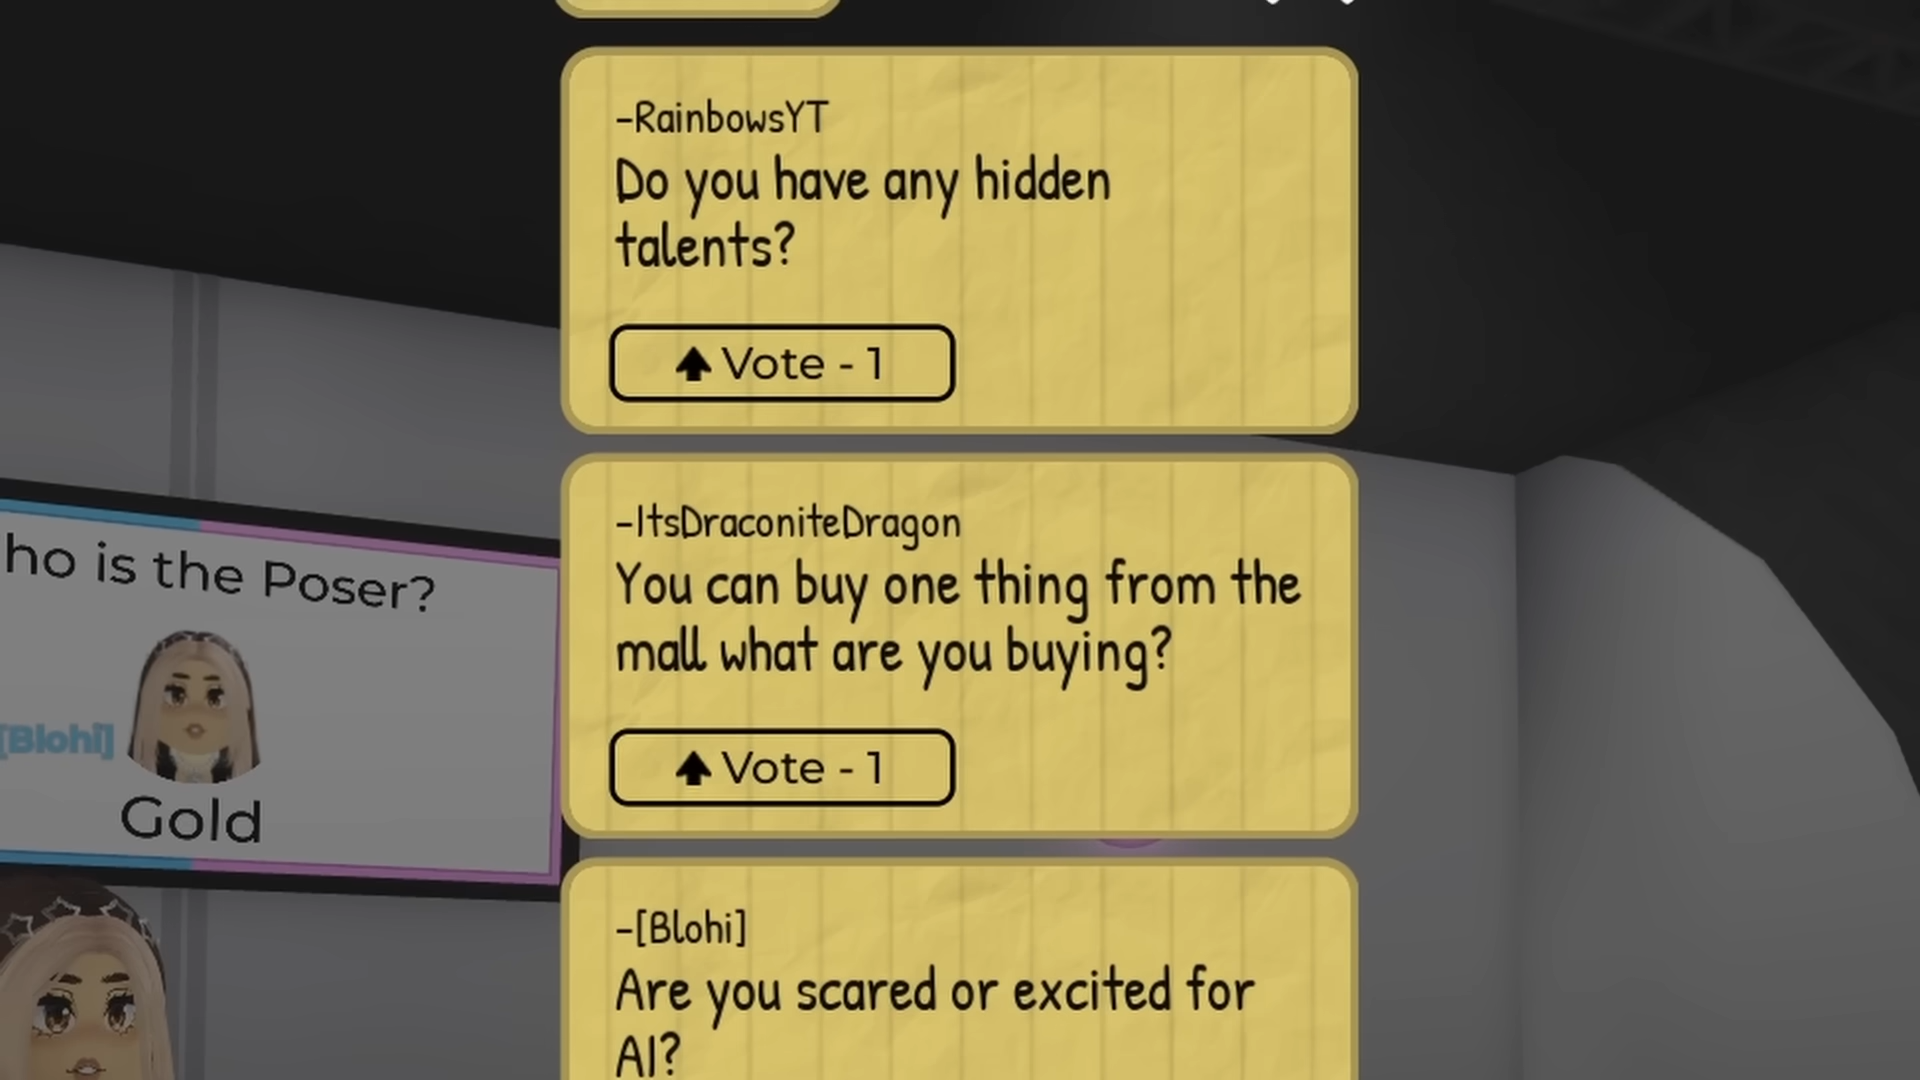 -RainbowsYT
Do you have any hidden
talents?
Vote - 1
-ItsDraconiteDragon
You can buy one thing from the
mall what are you buying?
Vote - 1
-[Blohi]
Are you scared or excited for
AI?
ho is the Poser?
[Blohi]
Gold